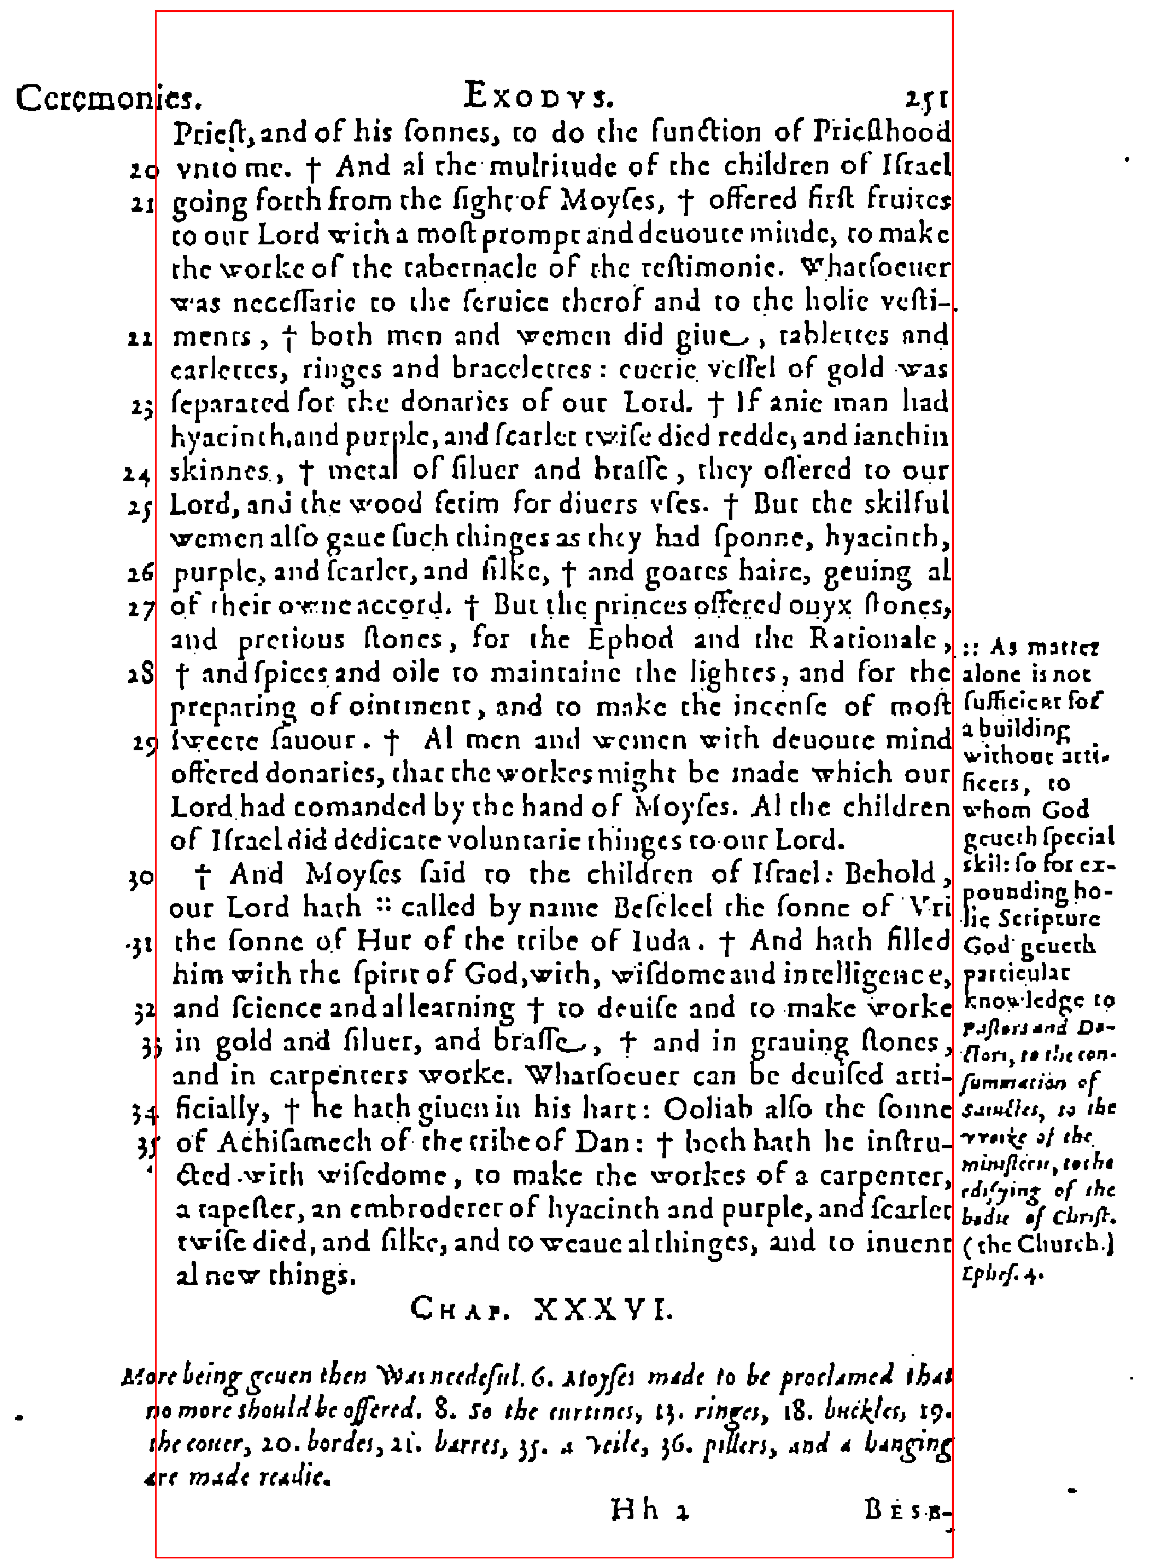 Ceremonies. EXODVS. 251
Prieſt, and of his ſonnes, to do the function of Prieſthood
20 vnto me. † And al the multitude of the children of Iſrael
21 going forth from the ſight of Moyſes, † offered firſt fruites
to our Lord with a moſt prompt and deuoute minde, to make
the worke of the tabernacle of the teſtimonie. Whatſoeuer
was neceſſarie to the ſeruice therof and to the holie veſti-
22 ments, † both men and wemen did giue, tablettes and
earlettes, ringes and braceletres: euerie veſſel of gold was
23 ſeparated for the donaries of our Lord. † If anie man had
hyacinth, and purple, and ſcarlet twiſe died redde, and ianthin
24 skinnes, † metal of ſiluer and braſſe, they offered to our
25 Lord, and the wood ſetim for diuers vſes. † But the skilful
wemen alſo gaue ſuch thinges as they had ſponne, hyacinth,
26 purple, and ſcarlet, and ſilke, † and goates haire, geuing al
27 of their owne accord. † But the princes offered onyx ſtones,
and pretious ſtones, for the Ephod and the Rationale,
28 † and ſpices and oile to maintaine the lightes, and for the
preparing of ointment, and to make the incenſe of moſt
29 ſweete ſauour. † Al men and wemen with deuoute mind
offered donaries, that the workes might be made which our
Lord had comanded by the hand of Moyſes. Al the children
of Iſrael did dedicate voluntarie thinges to our Lord.
30 † And Moyſes ſaid to the children of Iſrael: Behold,
our Lord hath :: called by name Beſeleel the ſonne of Vri
31 the ſonne of Hur of the tribe of Iuda. † And hath filled
him with the ſpirit of God, with, wiſdome and intelligence,
32 and ſcience and al learning † to deuiſe and to make worke
33 in gold and ſiluer, and braſſe, † and in grauing ſtones,
and in carpenters worke. Whatſoeuer can be deuiſed arti-
34 ficially, † he hath giuen in his hart: Ooliab alſo the ſonne
35 of Achiſamech of the tribe of Dan: † both hath he inſtru-
cted with wiſedome, to make the workes of a carpenter,
a tapeſter, an embroderer of hyacinth and purple, and ſcarlet
twiſe died, and ſilke, and to weaue al thinges, and to inuent
al new things.
:: As matter
alone is not
ſufficient for
a building
without arti-
ficers, to
whom God
geueth ſpecial
skil: ſo for ex-
pounding ho-
lie Scripture
God geueth
particular
knowledge to
Paſtors and Do-
ctors, to the con-
ſummation of
Sainctes, to the
worke of the
miniſterie, to the
edifying of the
bodie of Chriſt.
(the Church.)
Epheſ. 4.
CHAP. XXXVI.
More being geuen then Was needeful. 6. Moyſes made to be proclamed that
no more should be offered. 8. So the curtines, 13. ringes, 18. buckles, 19.
the couer, 20. bordes, 21. barres, 35. a veile, 36. pillers, and a hanging
are made readie.
Hh 2 BESE-